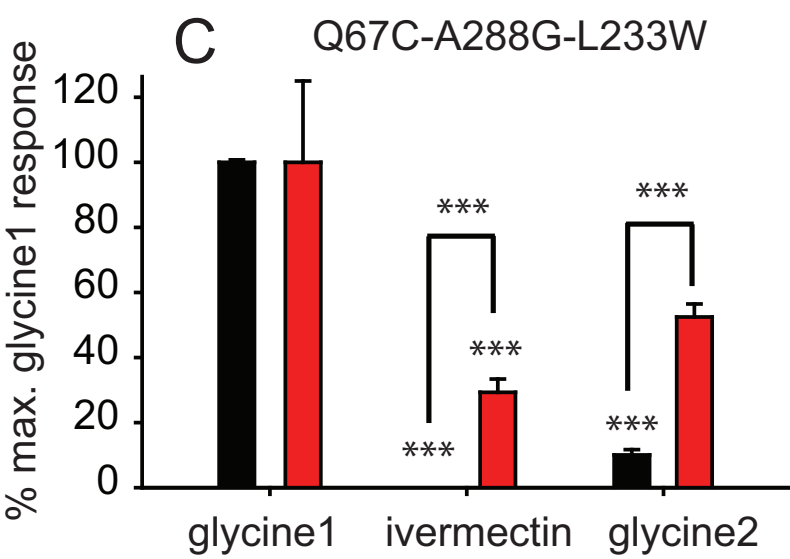 C
Q67C-A288G-L233W
% max. glycine1 response
120
100
80
60
40
20
0
***
***
***
***
***
glycine1
ivermectin
glycine2